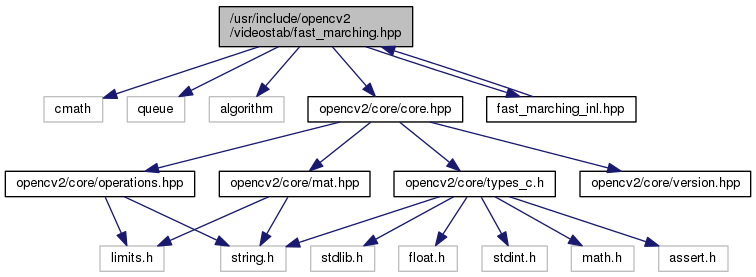 /usr/include/opencv2
/videostab/fast_marching.hpp
cmath
queue
algorithm
opencv2/core/core.hpp
fast_marching_inl.hpp
opencv2/core/operations.hpp
opencv2/core/mat.hpp
opencv2/core/types_c.h
opencv2/core/version.hpp
limits.h
string.h
stdlib.h
float.h
stdint.h
math.h
assert.h